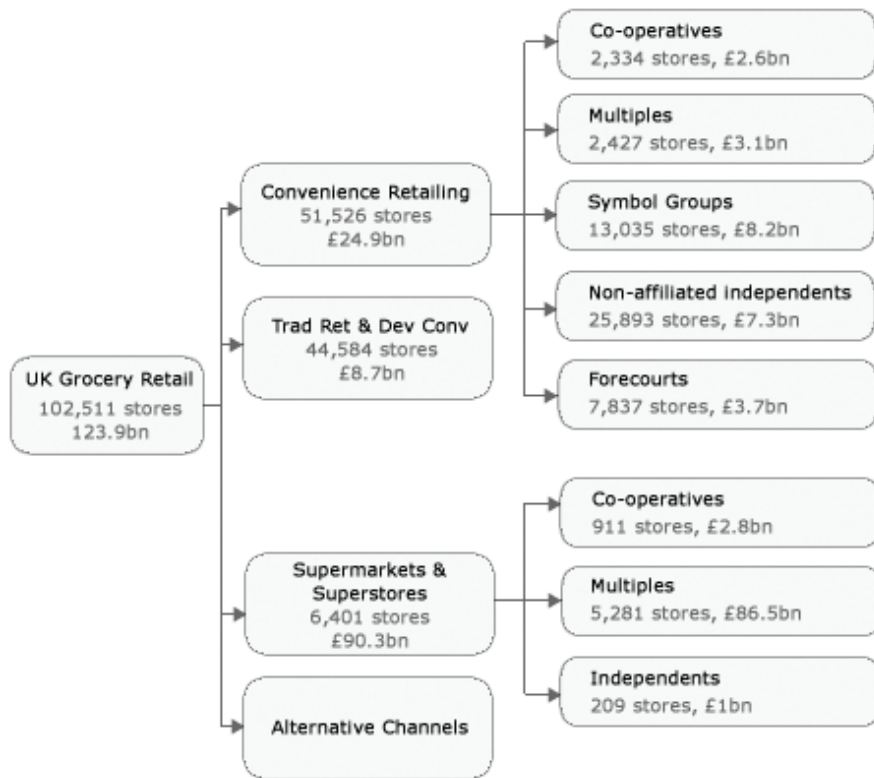 UK Grocery Retail
102,511 stores
123.9bn
Convenience Retailing
51,526 stores
£24.9bn
Trad Ret & Dev Conv
44,584 stores
£8.7bn
Supermarkets &
Superstores
6,401 stores
£90.3bn
Alternative Channels
Co-operatives
2,334 stores, £2.6bn
Multiples
2,427 stores, £3.1bn
Symbol Groups
13,035 stores, £8.2bn
Non-affiliated independents
25,893 stores, £7.3bn
Forecourts
7,837 stores, £3.7bn
Co-operatives
911 stores, £2.8bn
Multiples
5,281 stores, £86.5bn
Independents
209 stores, £1bn